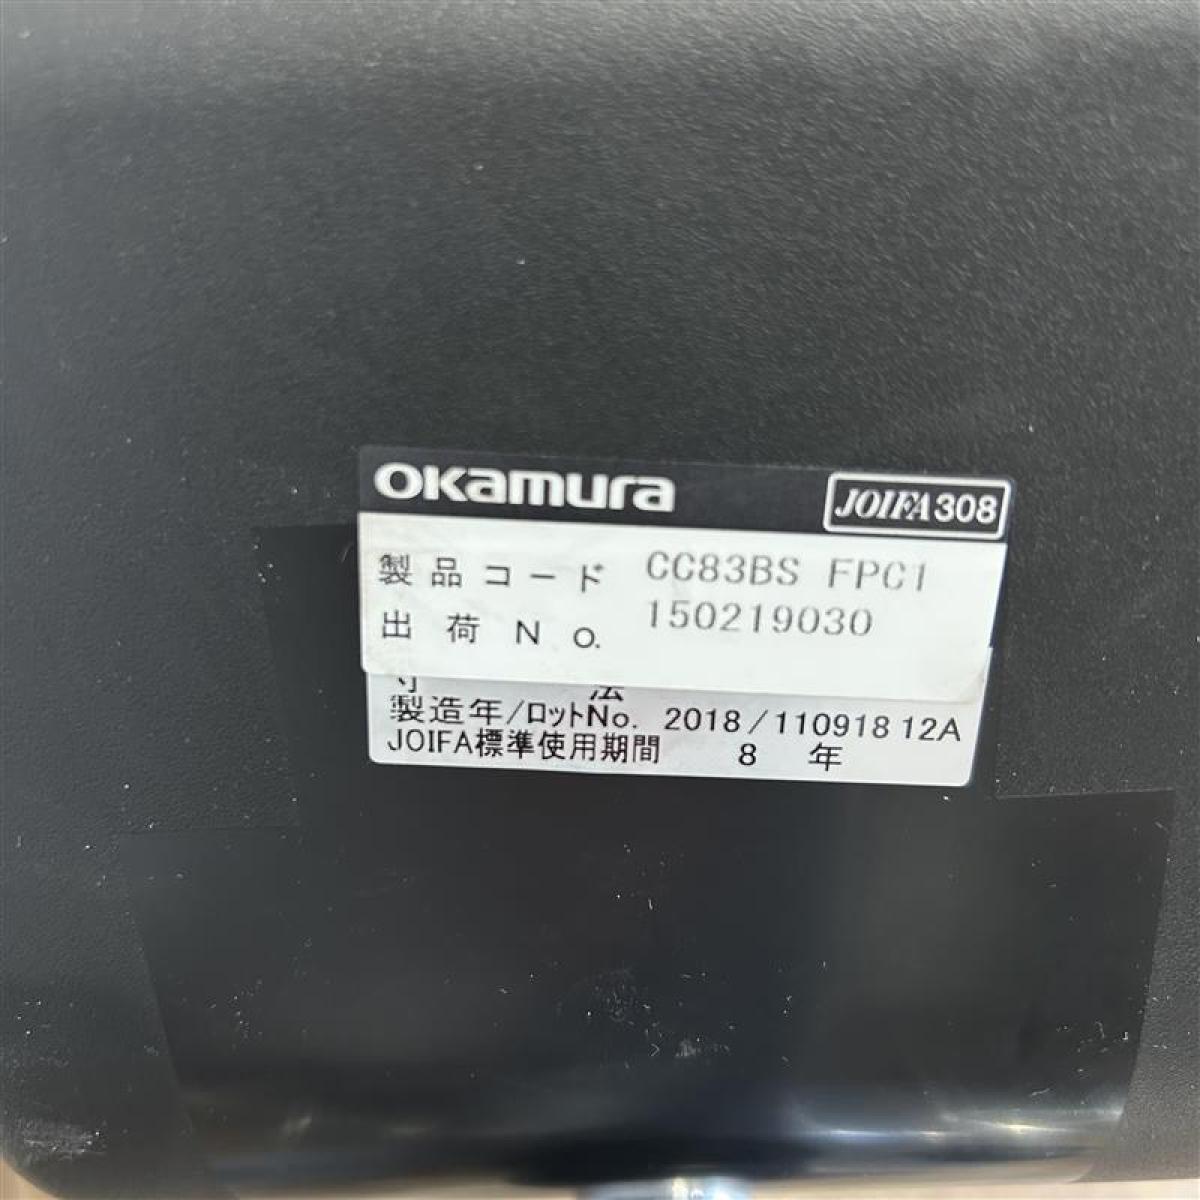 okamura
JOIFA308
製品コード CC83BS FPC1
出荷No. 150219030
寸 法
製造年/ロットNo. 2018/110918 12A
JOIFA標準使用期間 8 年